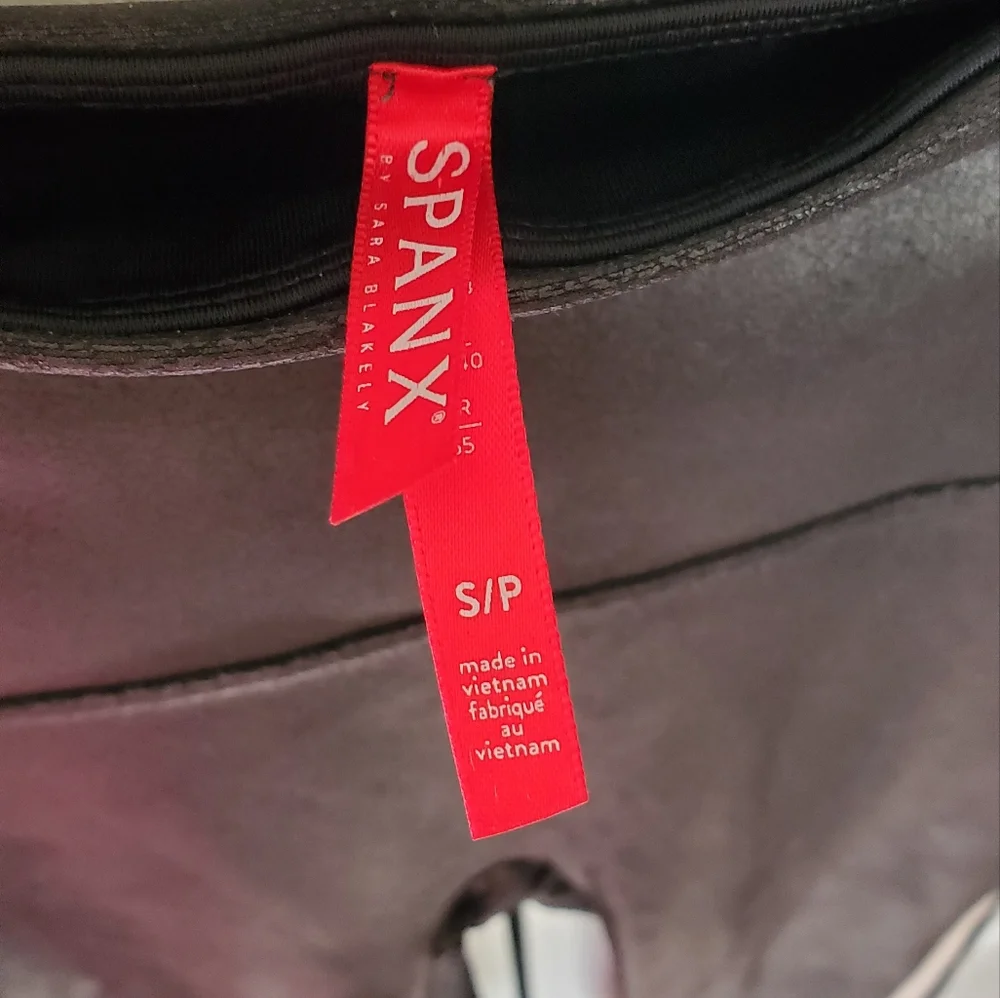 SPANX®
BY SARA BLAKELY
S/P
made in
vietnam
fabriqué
au
vietnam